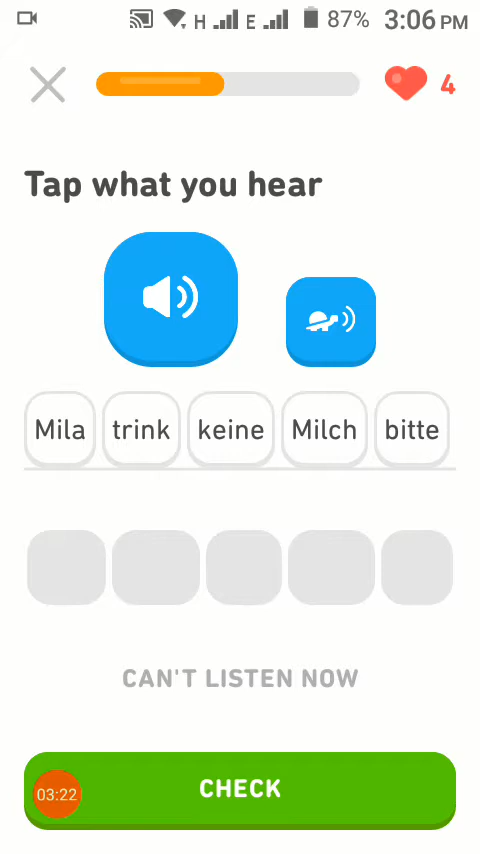 H E 87% 3:06 PM
4
Tap what you hear
Mila trink keine Milch bitte
CAN'T LISTEN NOW
CHECK
03:22